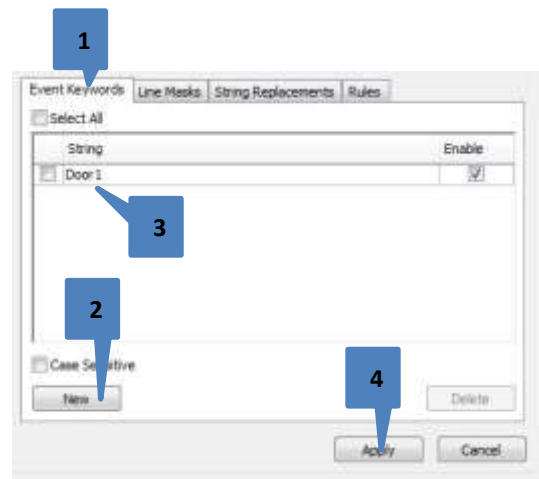 1
Event Keywords Line Masks String Replacements Rules
Select All
String Enable
Door 1
3
2
Case Sensitive
4
New Delete
Apply Cancel